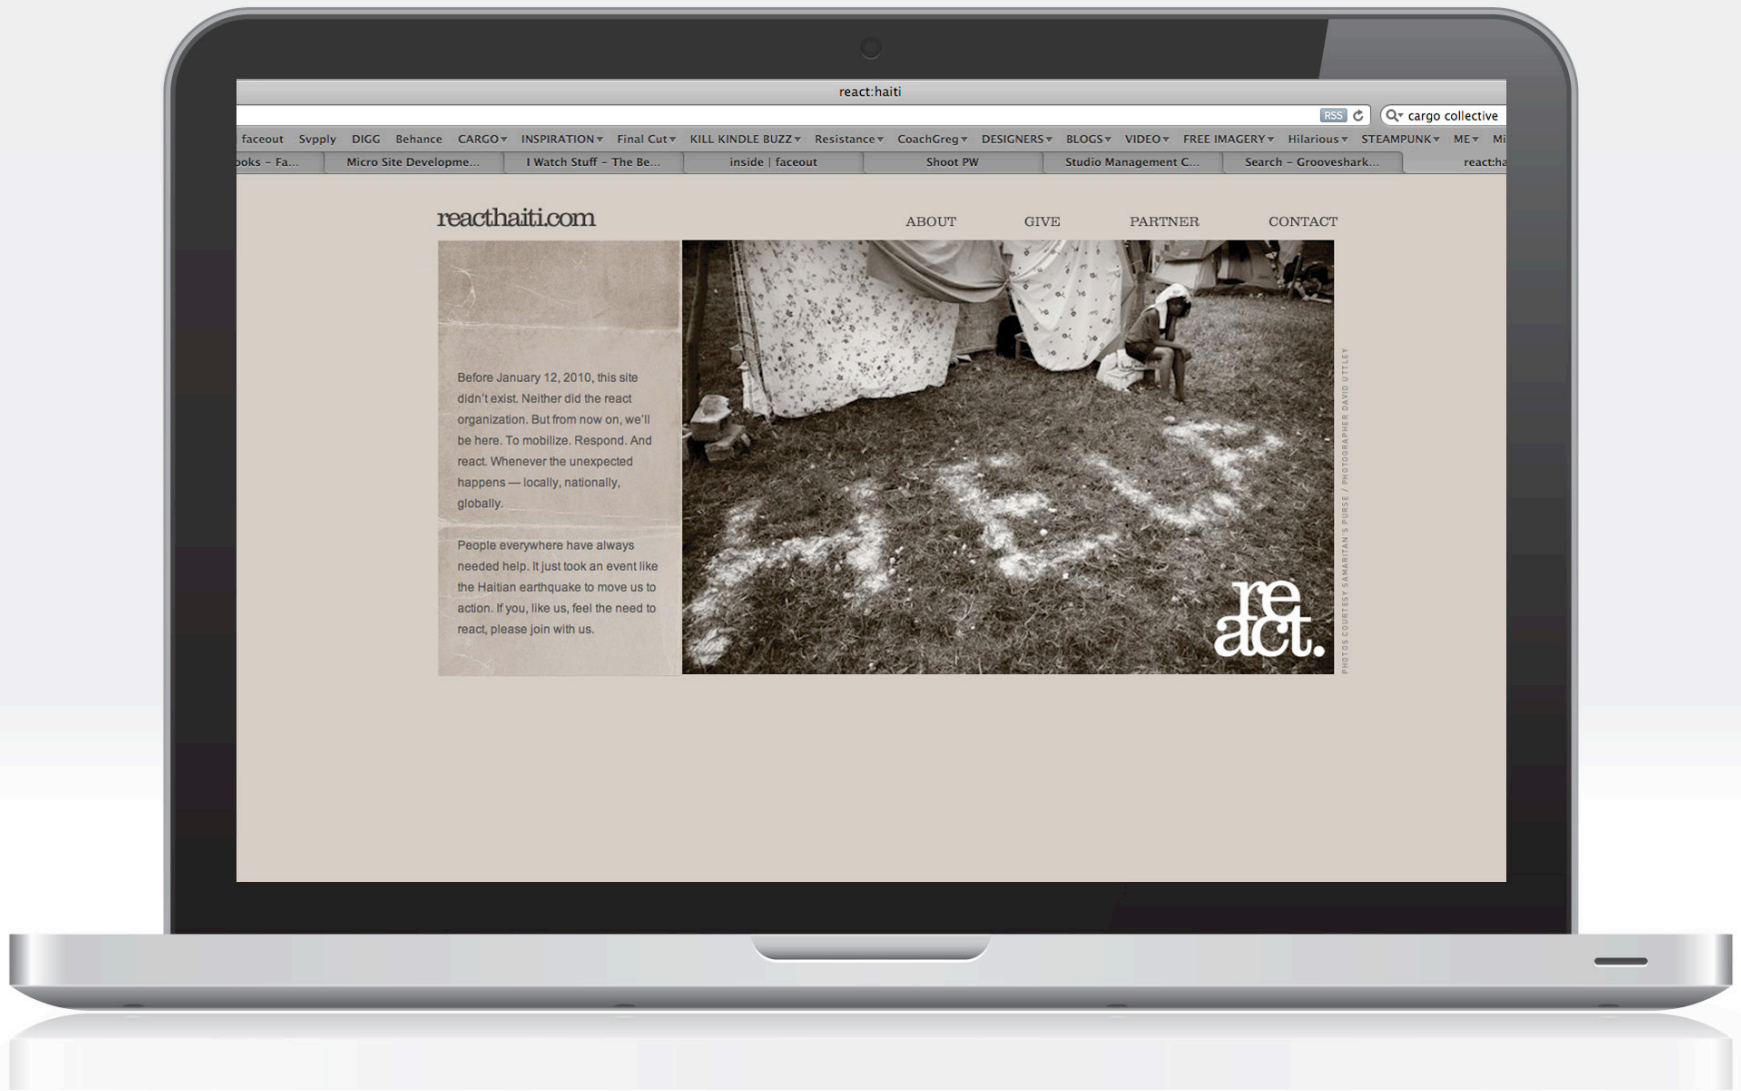 react:haiti
RSS cargo collective
faceout Svpply DIGG Behance CARGO INSPIRATION Final Cut KILL KINDLE BUZZ Resistance CoachGreg DESIGNERS BLOGS VIDEO FREE IMAGERY Hilarious STEAMPUNK ME Mi
ooks – Fa... Micro Site Developme... I Watch Stuff – The Be... inside | faceout Shoot PW Studio Management C... Search – Grooveshark... react:ha
reacthaiti.com ABOUT GIVE PARTNER CONTACT
Before January 12, 2010, this site
didn't exist. Neither did the react
organization. But from now on, we'll
be here. To mobilize. Respond. And
react. Whenever the unexpected
happens — locally, nationally,
globally.
People everywhere have always
needed help. It just took an event like
the Haitian earthquake to move us to
action. If you, like us, feel the need to
react, please join with us.
HELP
re
act.
PHOTOS COURTESY SAMARITAN'S PURSE / PHOTOGRAPHER DAVID UTTLEY